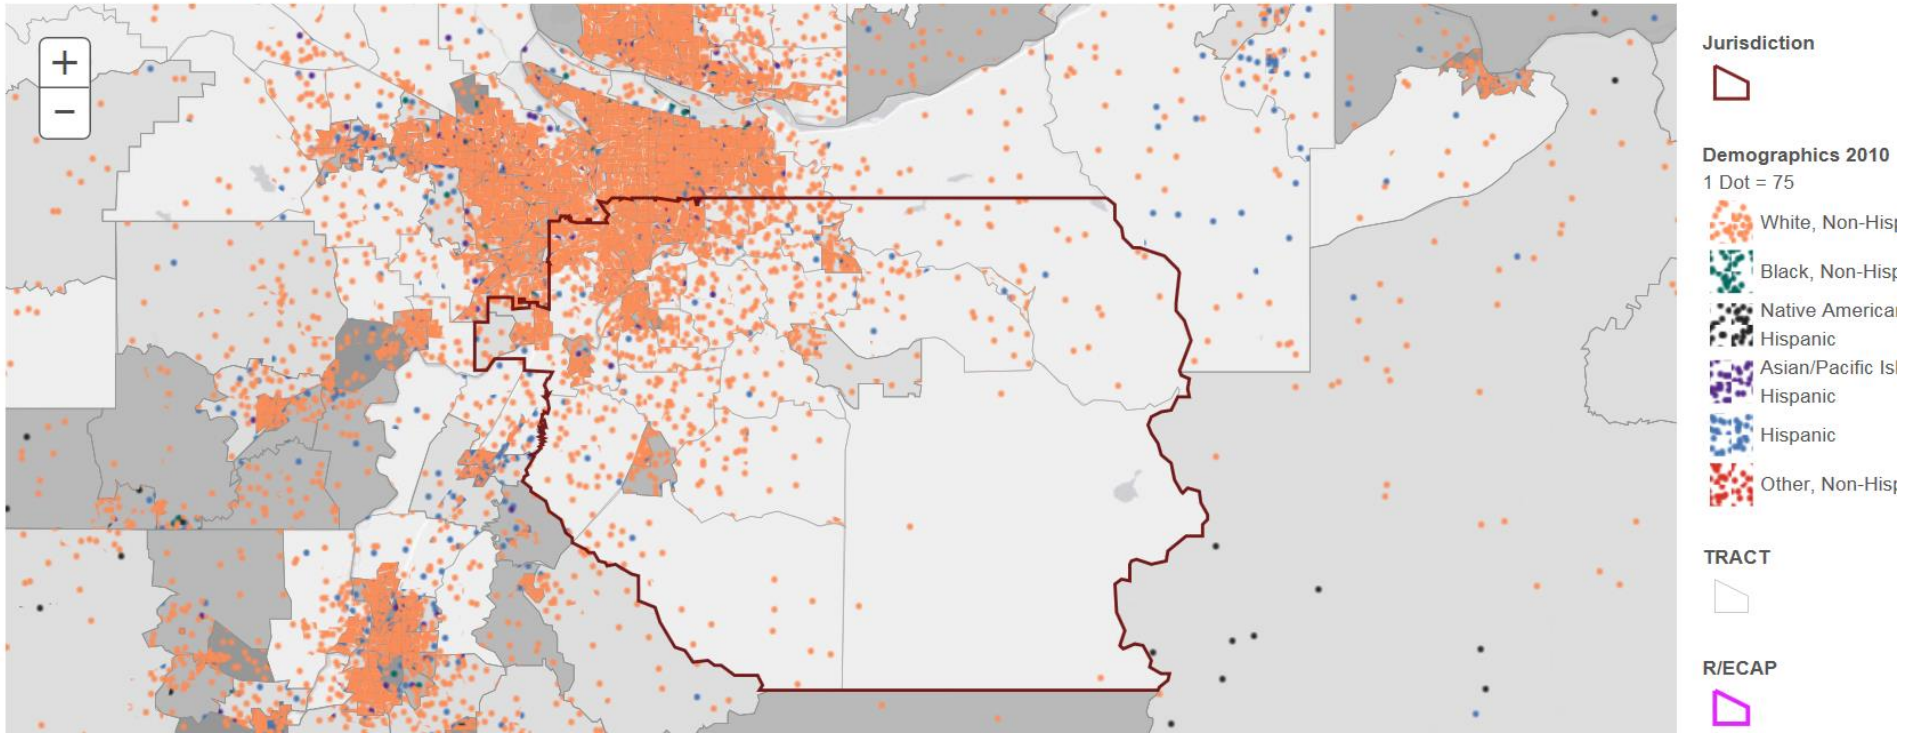 +
−
Jurisdiction
Demographics 2010
1 Dot = 75
White, Non-Hisp
Black, Non-Hisp
Native American
Hispanic
Asian/Pacific Isl
Hispanic
Hispanic
Other, Non-Hisp
TRACT
R/ECAP